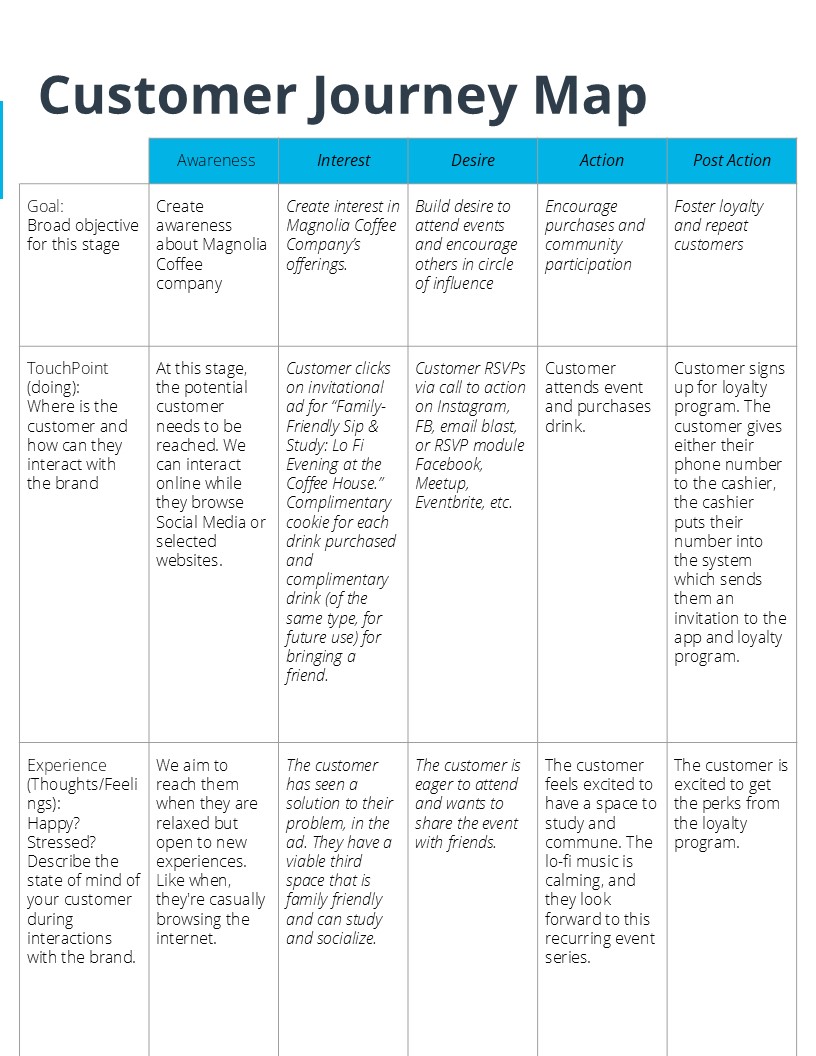 Customer Journey Map
Awareness
Interest
Desire
Action
Post Action
Goal:
Broad objective
for this stage
Create
awareness
about Magnolia
Coffee
company
Create interest in
Magnolia Coffee
Company's
offerings.
Build desire to
attend events
and encourage
others in circle
of influence
Encourage
purchases and
community
participation
Foster loyalty
and repeat
customers
TouchPoint
(doing):
Where is the
customer and
how can they
interact with
the brand
At this stage,
the potential
customer
needs to be
reached. We
can interact
online while
they browse
Social Media or
selected
websites.
Customer clicks
on invitational
ad for “Family-
Friendly Sip &
Study: Lo Fi
Evening at the
Coffee House.”
Complimentary
cookie for each
drink purchased
and
complimentary
drink (of the
same type, for
future use) for
bringing a
friend.
Customer RSVPs
via call to action
on Instagram,
FB, email blast,
or RSVP module
Facebook,
Meetup,
Eventbrite, etc.
Customer
attends event
and purchases
drink.
Customer signs
up for loyalty
program. The
customer gives
either their
phone number
to the cashier,
the cashier
puts their
number into
the system
which sends
them an
invitation to the
app and loyalty
program.
Experience
(Thoughts/Feeli
ngs):
Happy?
Stressed?
Describe the
state of mind of
your customer
during
interactions
with the brand.
We aim to
reach them
when they are
relaxed but
open to new
experiences.
Like when,
they're casually
browsing the
internet.
The customer
has seen a
solution to their
problem, in the
ad. They have a
viable third
space that is
family friendly
and can study
and socialize.
The customer is
eager to attend
and wants to
share the event
with friends.
The customer
feels excited to
have a space to
study and
commune. The
lo-fi music is
calming, and
they look
forward to this
recurring event
series.
The customer is
excited to get
the perks from
the loyalty
program.